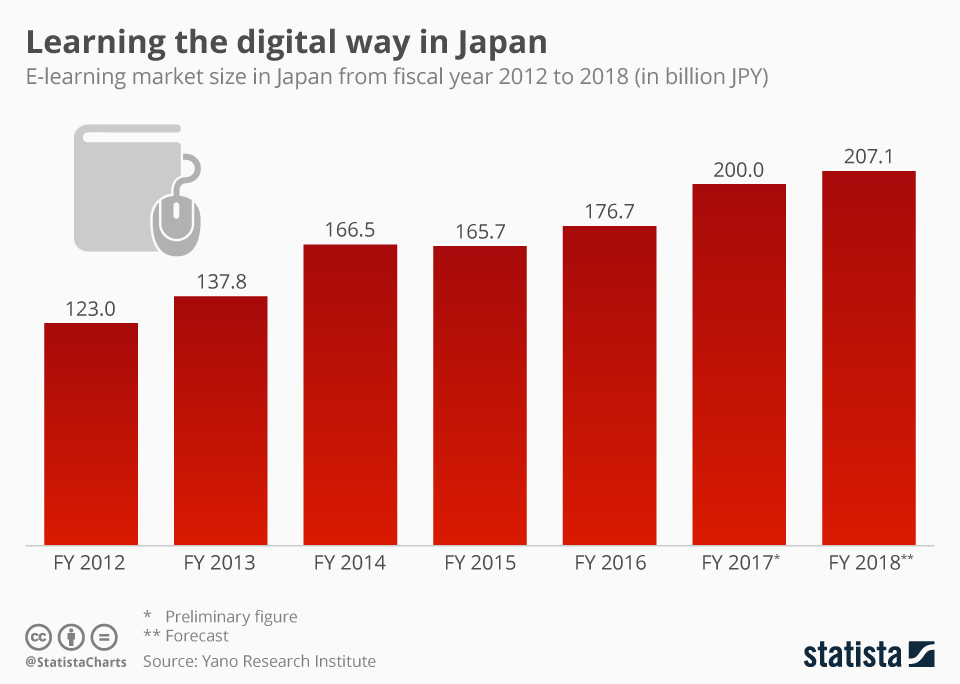 Learning the digital way in Japan
E-learning market size in Japan from fiscal year 2012 to 2018 (in billion JPY)
123.0
137.8
166.5
165.7
176.7
200.0
207.1
FY 2012
FY 2013
FY 2014
FY 2015
FY 2016
FY 2017*
FY 2018**
* Preliminary figure
** Forecast
cc
@StatistaCharts
Source: Yano Research Institute
statista